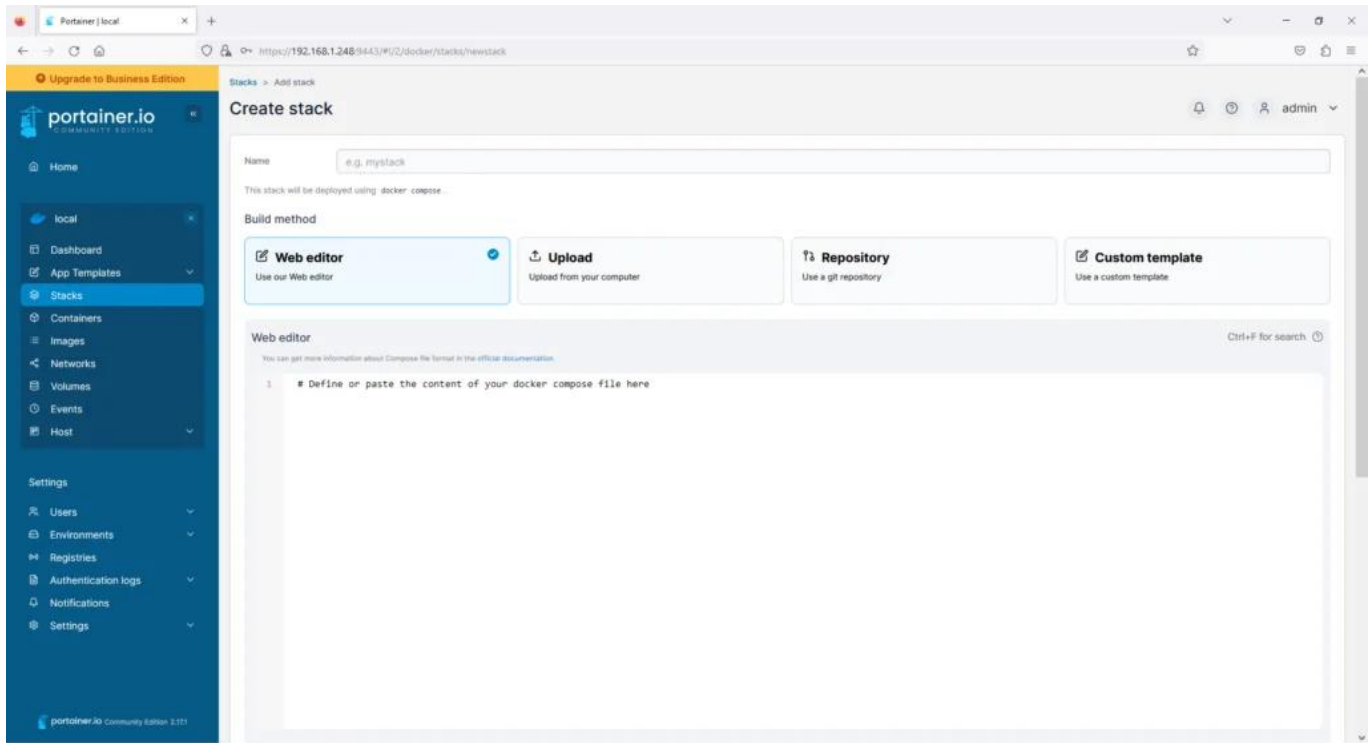 Portainer | local
https://192.168.1.248:9443/#!/2/docker/stacks/newstack
Upgrade to Business Edition
portainer.io
COMMUNITY EDITION
Home
local
Dashboard
App Templates
Stacks
Containers
Images
Networks
Volumes
Events
Host
Settings
Users
Environments
Registries
Authentication logs
Notifications
Settings
portainer.io Community Edition 2.17.1
Stacks > Add stack
Create stack
admin
Name
e.g. mystack
This stack will be deployed using docker compose.
Build method
Web editor
Use our Web editor
Upload
Upload from your computer
Repository
Use a git repository
Custom template
Use a custom template
Web editor
Ctrl+F for search
You can get more information about Compose file format in the official documentation.
1 # Define or paste the content of your docker compose file here